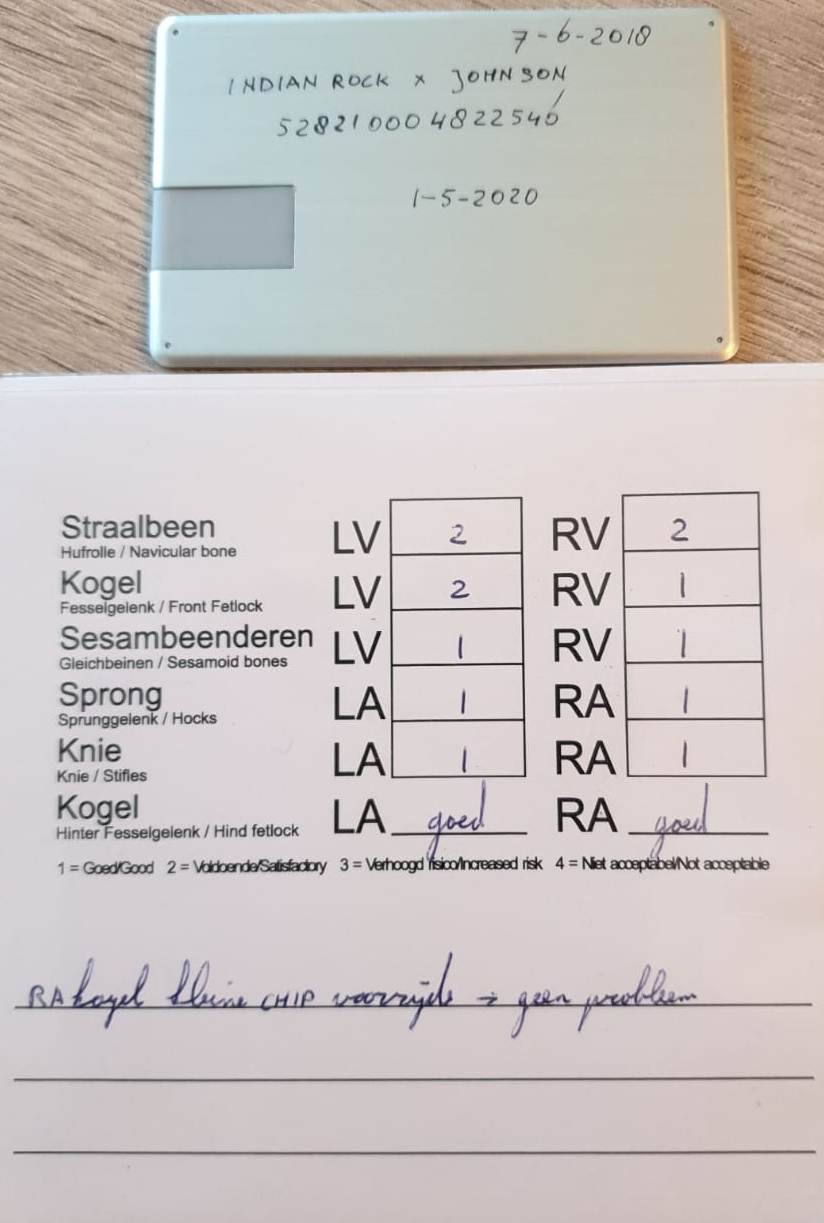 7-6-2018
INDIAN ROCK x JOHNSON
528210004822546
1-5-2020
Straalbeen LV 2 RV 2
Hufrolle / Navicular bone
Kogel LV 2 RV 1
Fesselgelenk / Front Fetlock
Sesambeenderen LV 1 RV 1
Gleichbeinen / Sesamoid bones
Sprong LA 1 RA 1
Sprunggelenk / Hocks
Knie LA 1 RA 1
Knie / Stifles
Kogel LA goed RA goed
Hinter Fesselgelenk / Hind fetlock
1 = Goed/Good 2 = Voldoende/Satisfactory 3 = Verhoogd risico/Increased risk 4 = Niet acceptabel/Not acceptable
RA kogel kleine CHIP voorzijde → geen probleem